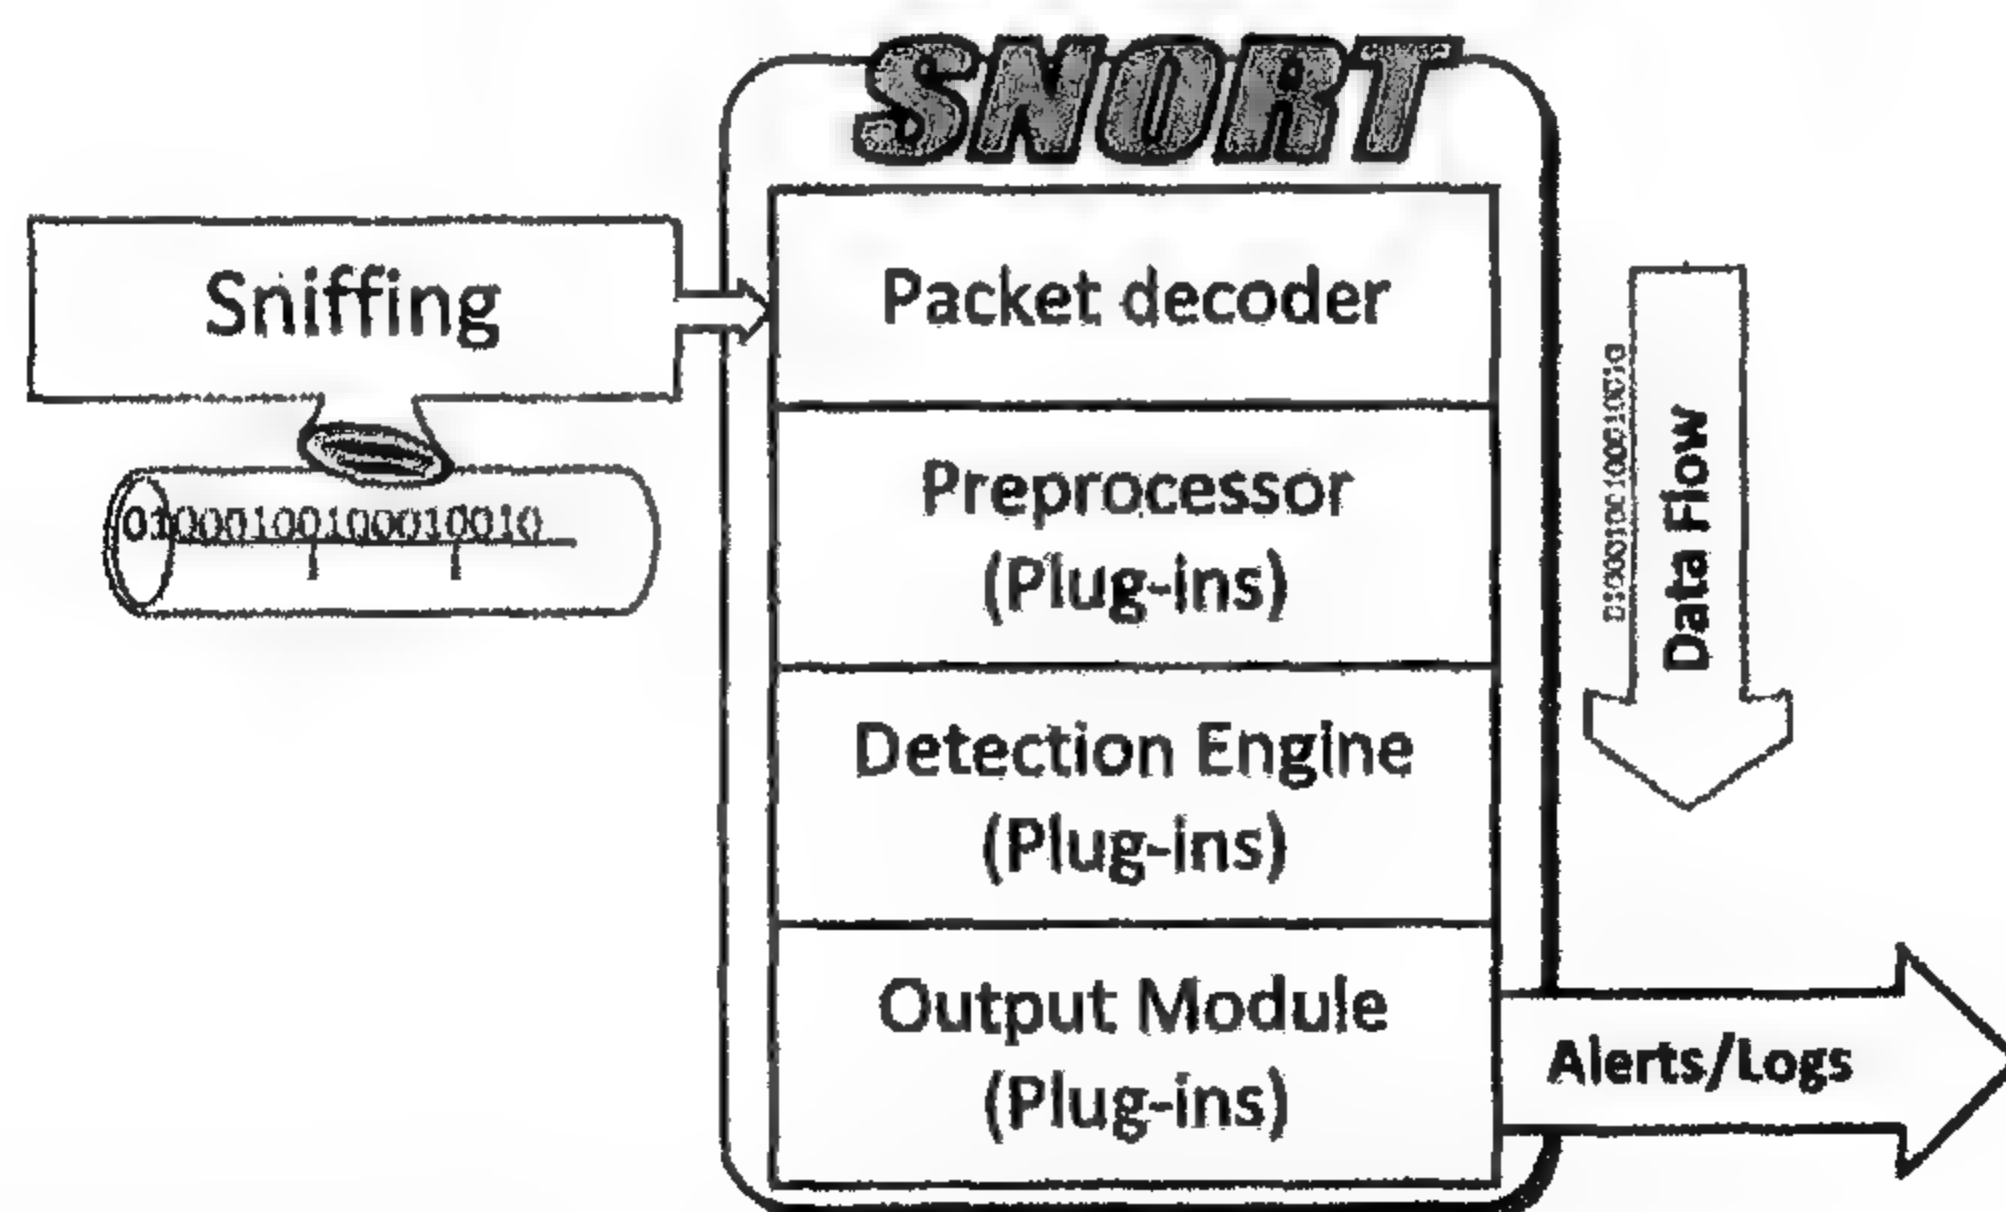 SNORT
Sniffing
Packet decoder
01000100100010010
Preprocessor
(Plug-ins)
Detection Engine
(Plug-ins)
Output Module
(Plug-ins)
Data Flow
Alerts/Logs